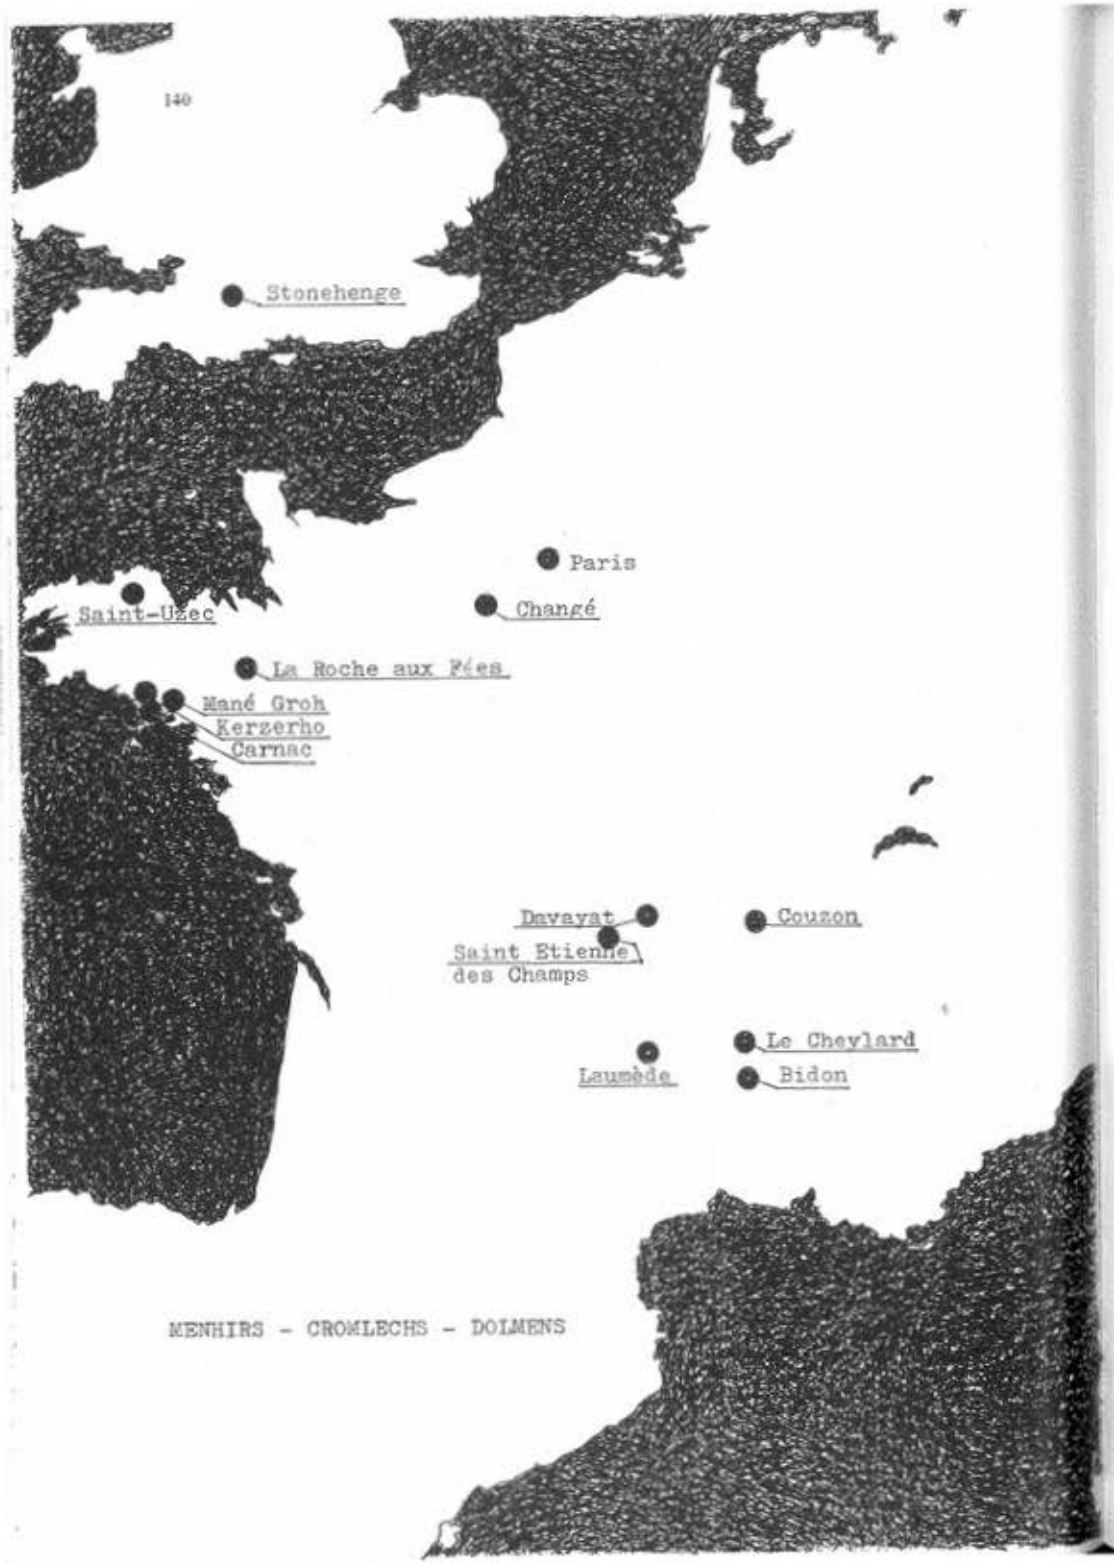 140
Stonehenge
Paris
Changé
Saint-Uzec
La Roche aux Fées
Mané Groh
Kerzerho
Carnac
Davayat
Couzon
Saint Etienne
des Champs
Le Cheylard
Laumède
Bidon
MENHIRS - CROMLECHS - DOLMENS